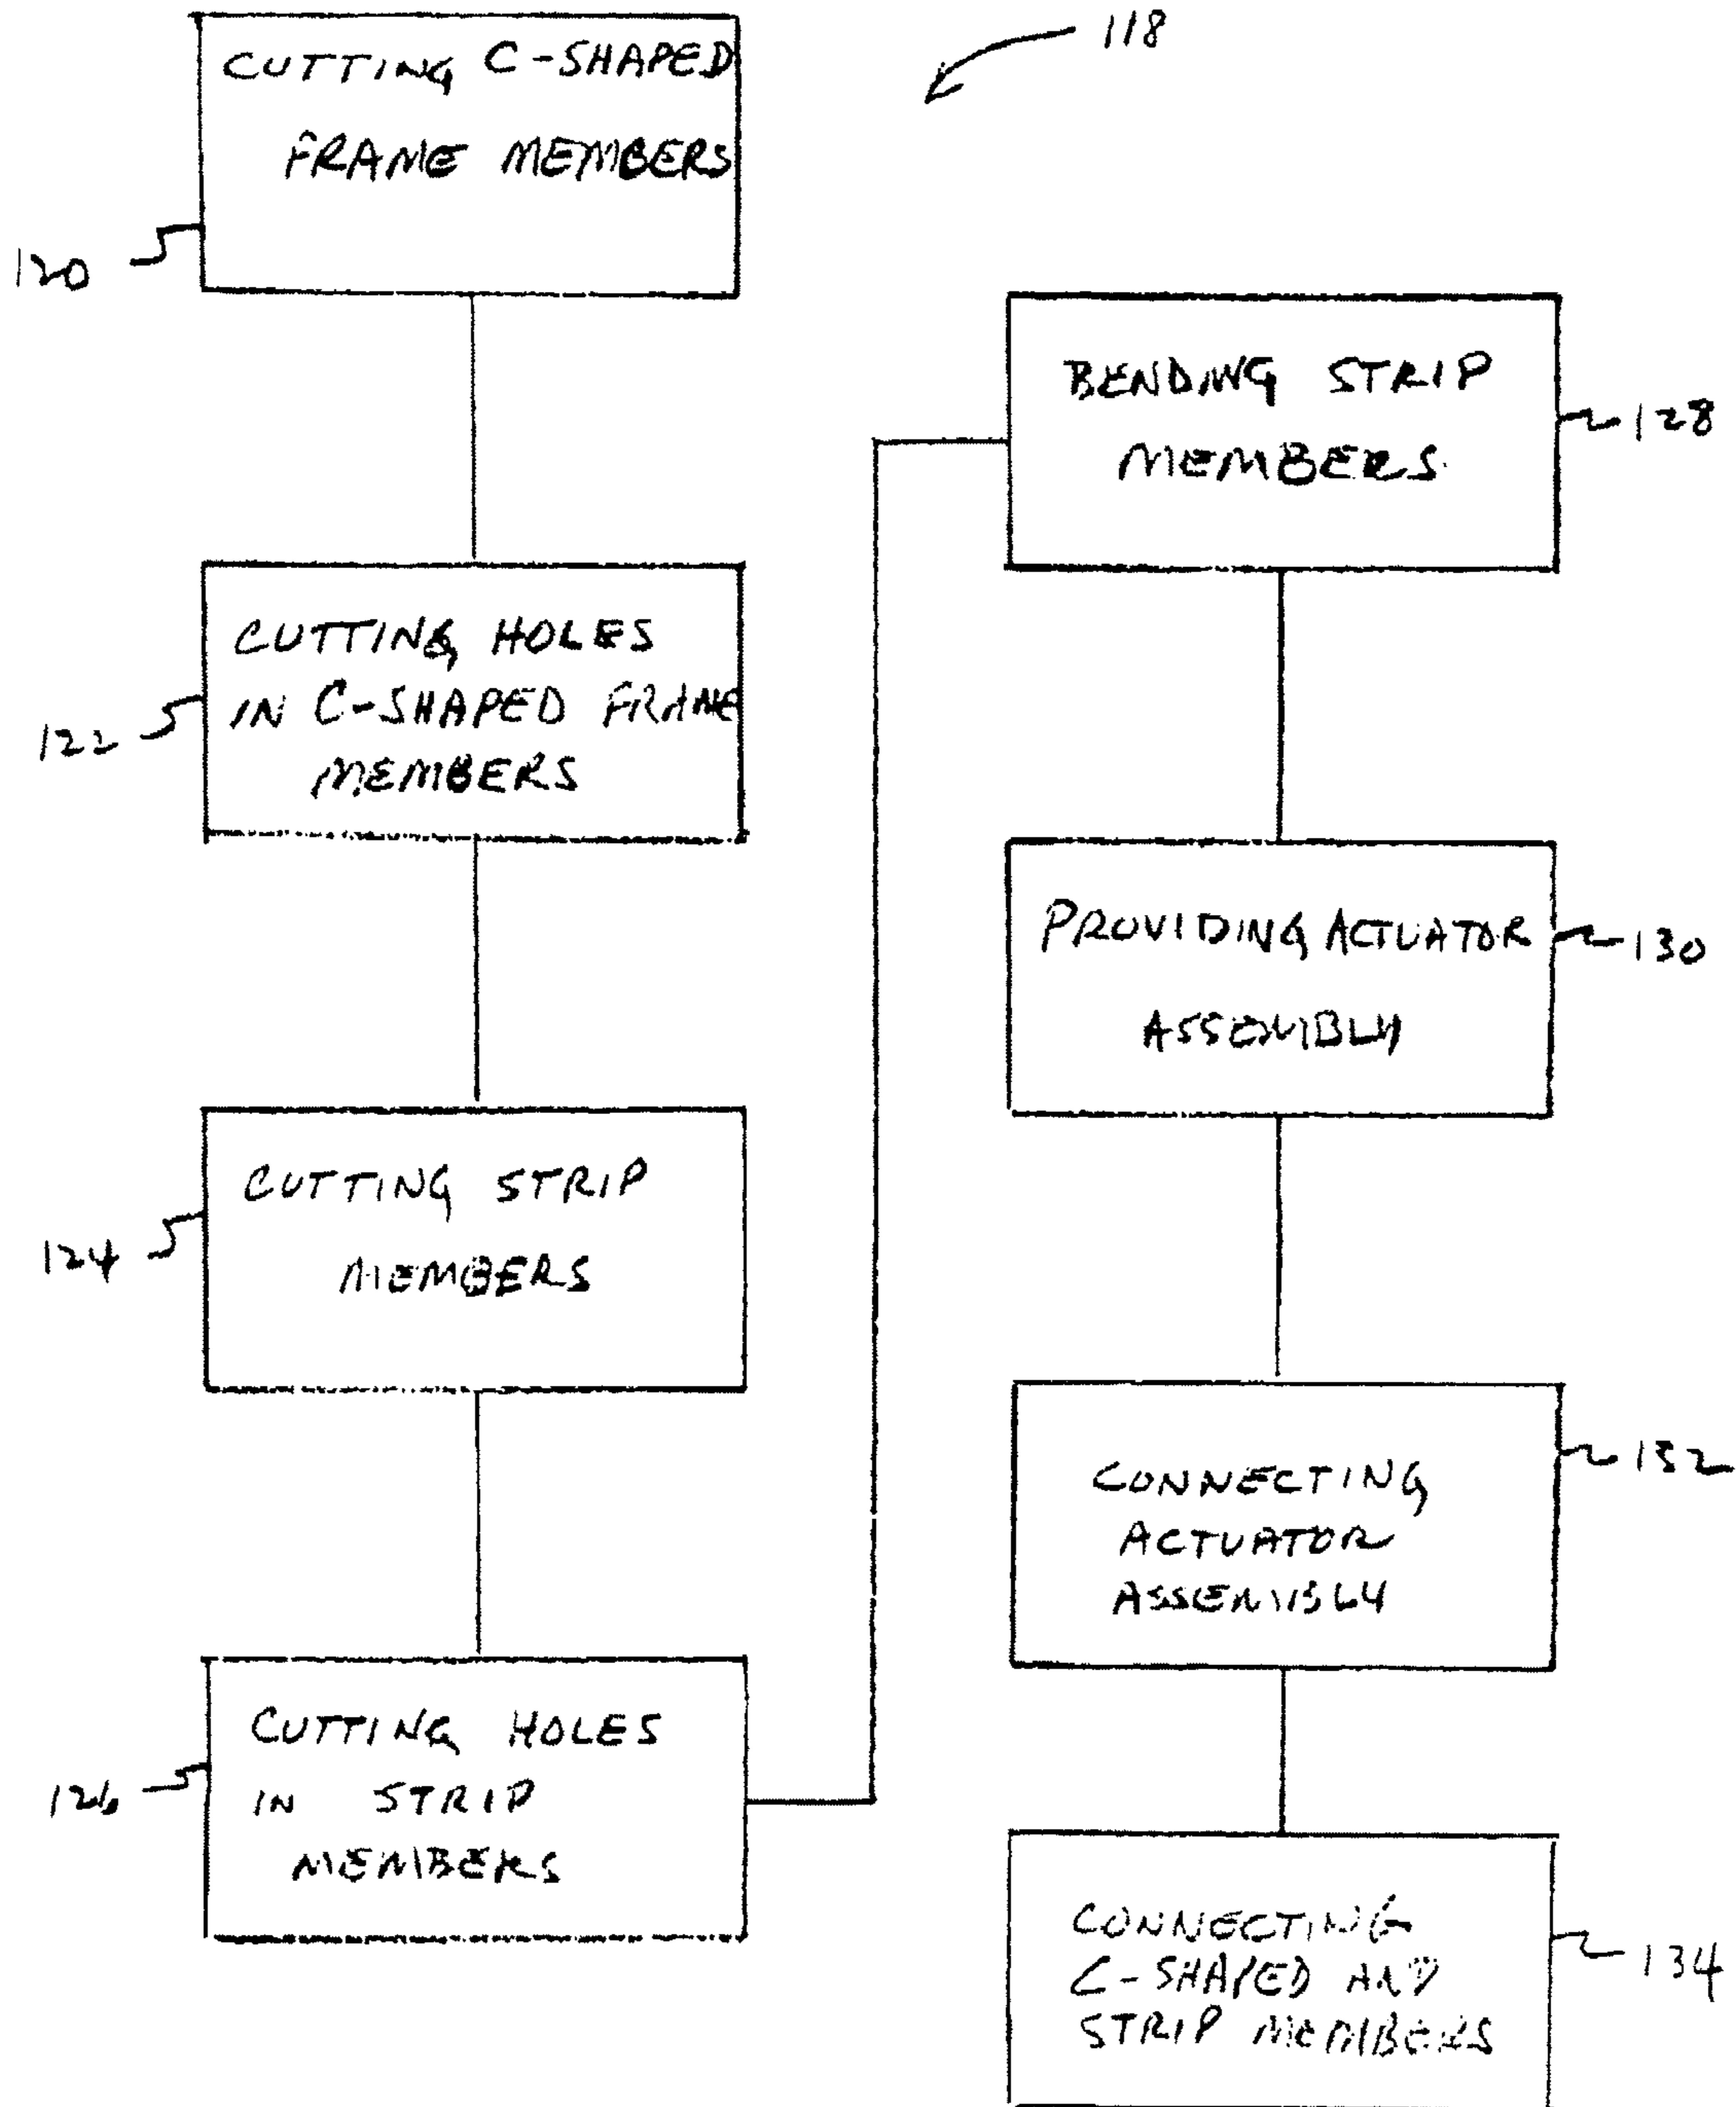 118
CUTTING C-SHAPED
FRAME MEMBERS
120
CUTTING HOLES
IN C-SHAPED FRAME
MEMBERS
122
CUTTING STRIP
MEMBERS
124
CUTTING HOLES
IN STRIP
MEMBERS
126
BENDING STRIP
MEMBERS
128
PROVIDING ACTUATOR
ASSEMBLY
130
CONNECTING
ACTUATOR
ASSEMBLY
132
CONNECTING
C-SHAPED AND
STRIP MEMBERS
134